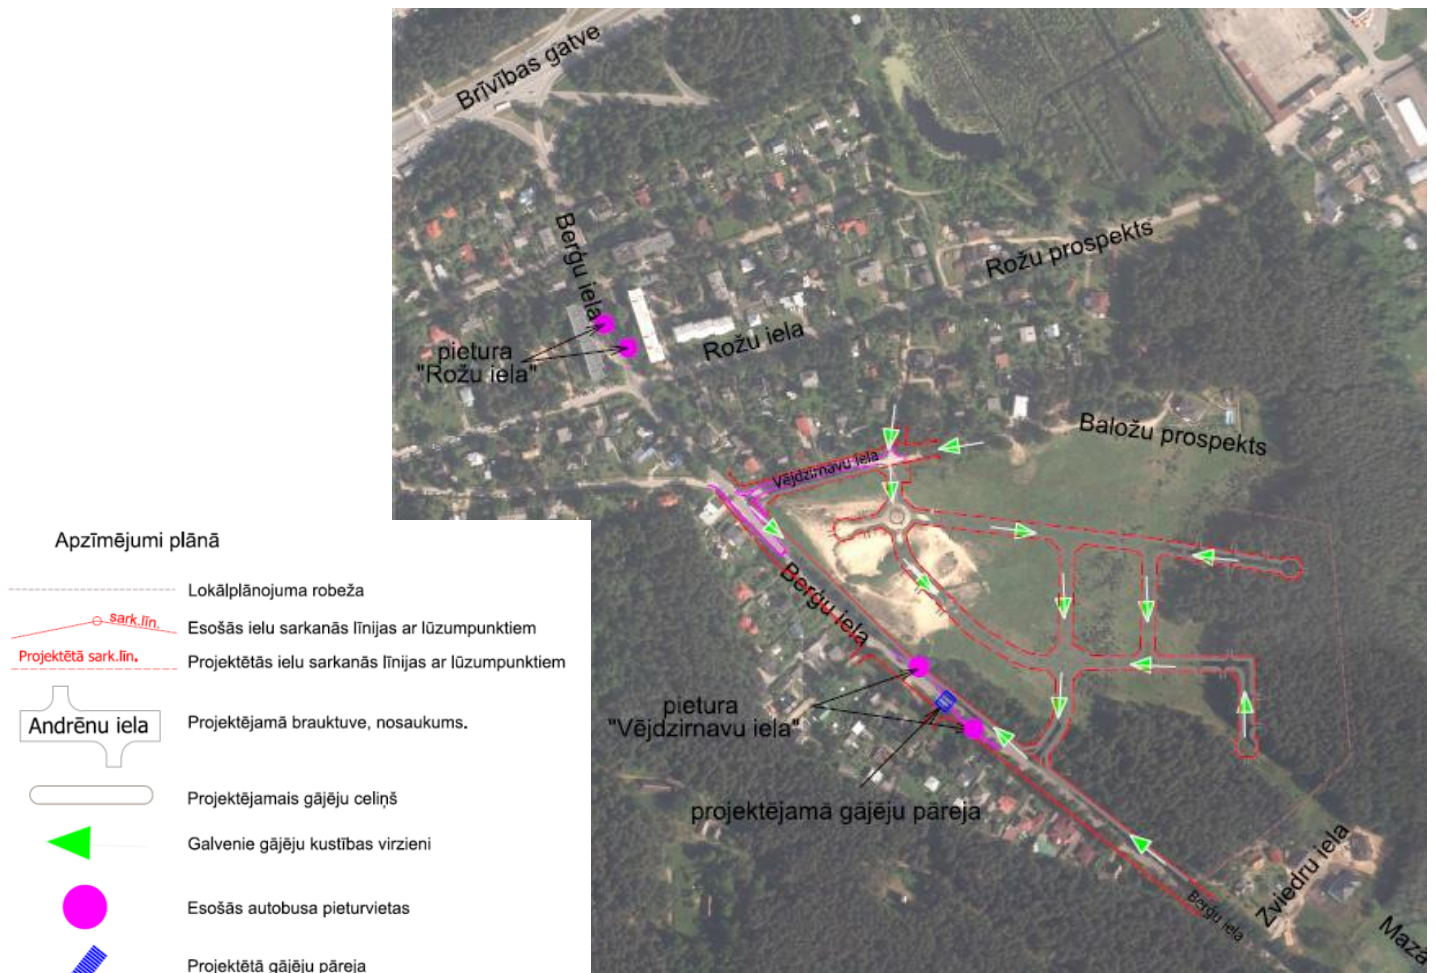 Brīvības gatve
Berģu iela
Rožu prospekts
Rožu iela
pietura
"Rožu iela"
Baložu prospekts
Vējdzirnavu iela
Berģu iela
pietura
"Vējdzirnavu iela"
projektējamā gājēju pāreja
Zviedru iela
Berģu iela
Maza
Apzīmējumi plānā
Lokālplānojuma robeža
sark.līn.
Esošās ielu sarkanās līnijas ar lūzumpunktiem
Projektētā sark.līn.
Projektētās ielu sarkanās līnijas ar lūzumpunktiem
Andrēnu iela
Projektējamā brauktuve, nosaukums.
Projektējamais gājēju celiņš
Galvenie gājēju kustības virzieni
Esošās autobusa pieturvietas
Projektētā gājēju pāreja